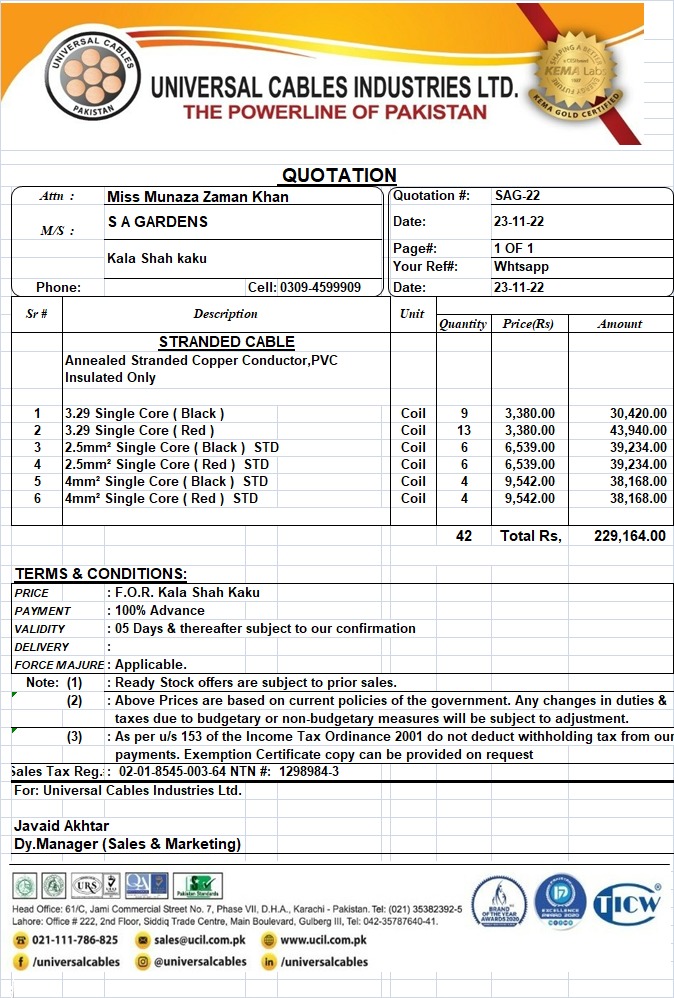 UNIVERSAL CABLES
PAKISTAN
UNIVERSAL CABLES INDUSTRIES LTD.
THE POWERLINE OF PAKISTAN
SHAPING A BETTER
KEMA Labs
ENERGY FUTURE
KEMA GOLD CERTIFIED
QUOTATION
Attn : Miss Munaza Zaman Khan
M/S : S A GARDENS
Kala Shah kaku
Phone: Cell: 0309-4599909
Quotation #: SAG-22
Date: 23-11-22
Page#: 1 OF 1
Your Ref#: Whtsapp
Date: 23-11-22
Sr # Description Unit Quantity Price(Rs) Amount
STRANDED CABLE
Annealed Stranded Copper Conductor,PVC
Insulated Only
1 3.29 Single Core ( Black ) Coil 9 3,380.00 30,420.00
2 3.29 Single Core ( Red ) Coil 13 3,380.00 43,940.00
3 2.5mm² Single Core ( Black ) STD Coil 6 6,539.00 39,234.00
4 2.5mm² Single Core ( Red ) STD Coil 6 6,539.00 39,234.00
5 4mm² Single Core ( Black ) STD Coil 4 9,542.00 38,168.00
6 4mm² Single Core ( Red ) STD Coil 4 9,542.00 38,168.00
42 Total Rs, 229,164.00
TERMS & CONDITIONS:
PRICE : F.O.R. Kala Shah Kaku
PAYMENT : 100% Advance
VALIDITY : 05 Days & thereafter subject to our confirmation
DELIVERY :
FORCE MAJURE : Applicable.
Note: (1) : Ready Stock offers are subject to prior sales.
(2) : Above Prices are based on current policies of the government. Any changes in duties &
taxes due to budgetary or non-budgetary measures will be subject to adjustment.
(3) : As per u/s 153 of the Income Tax Ordinance 2001 do not deduct withholding tax from our
payments. Exemption Certificate copy can be provided on request
Sales Tax Reg. : 02-01-8545-003-64 NTN #: 1298984-3
For: Universal Cables Industries Ltd.
Javaid Akhtar
Dy.Manager (Sales & Marketing)
URS
QA
Pakistan Standards
BRAND OF THE YEAR AWARDS 2020
EXCELLENCE AWARD 2020
TICW
Head Office: 61/C, Jami Commercial Street No. 7, Phase VII, D.H.A., Karachi - Pakistan. Tel: (021) 35382392-5
Lahore: Office # 222, 2nd Floor, Siddiq Trade Centre, Main Boulevard, Gulberg III, Tel: 042-35787640-41.
021-111-786-825 sales@ucil.com.pk www.ucil.com.pk
/universalcables @universalcables /universalcables